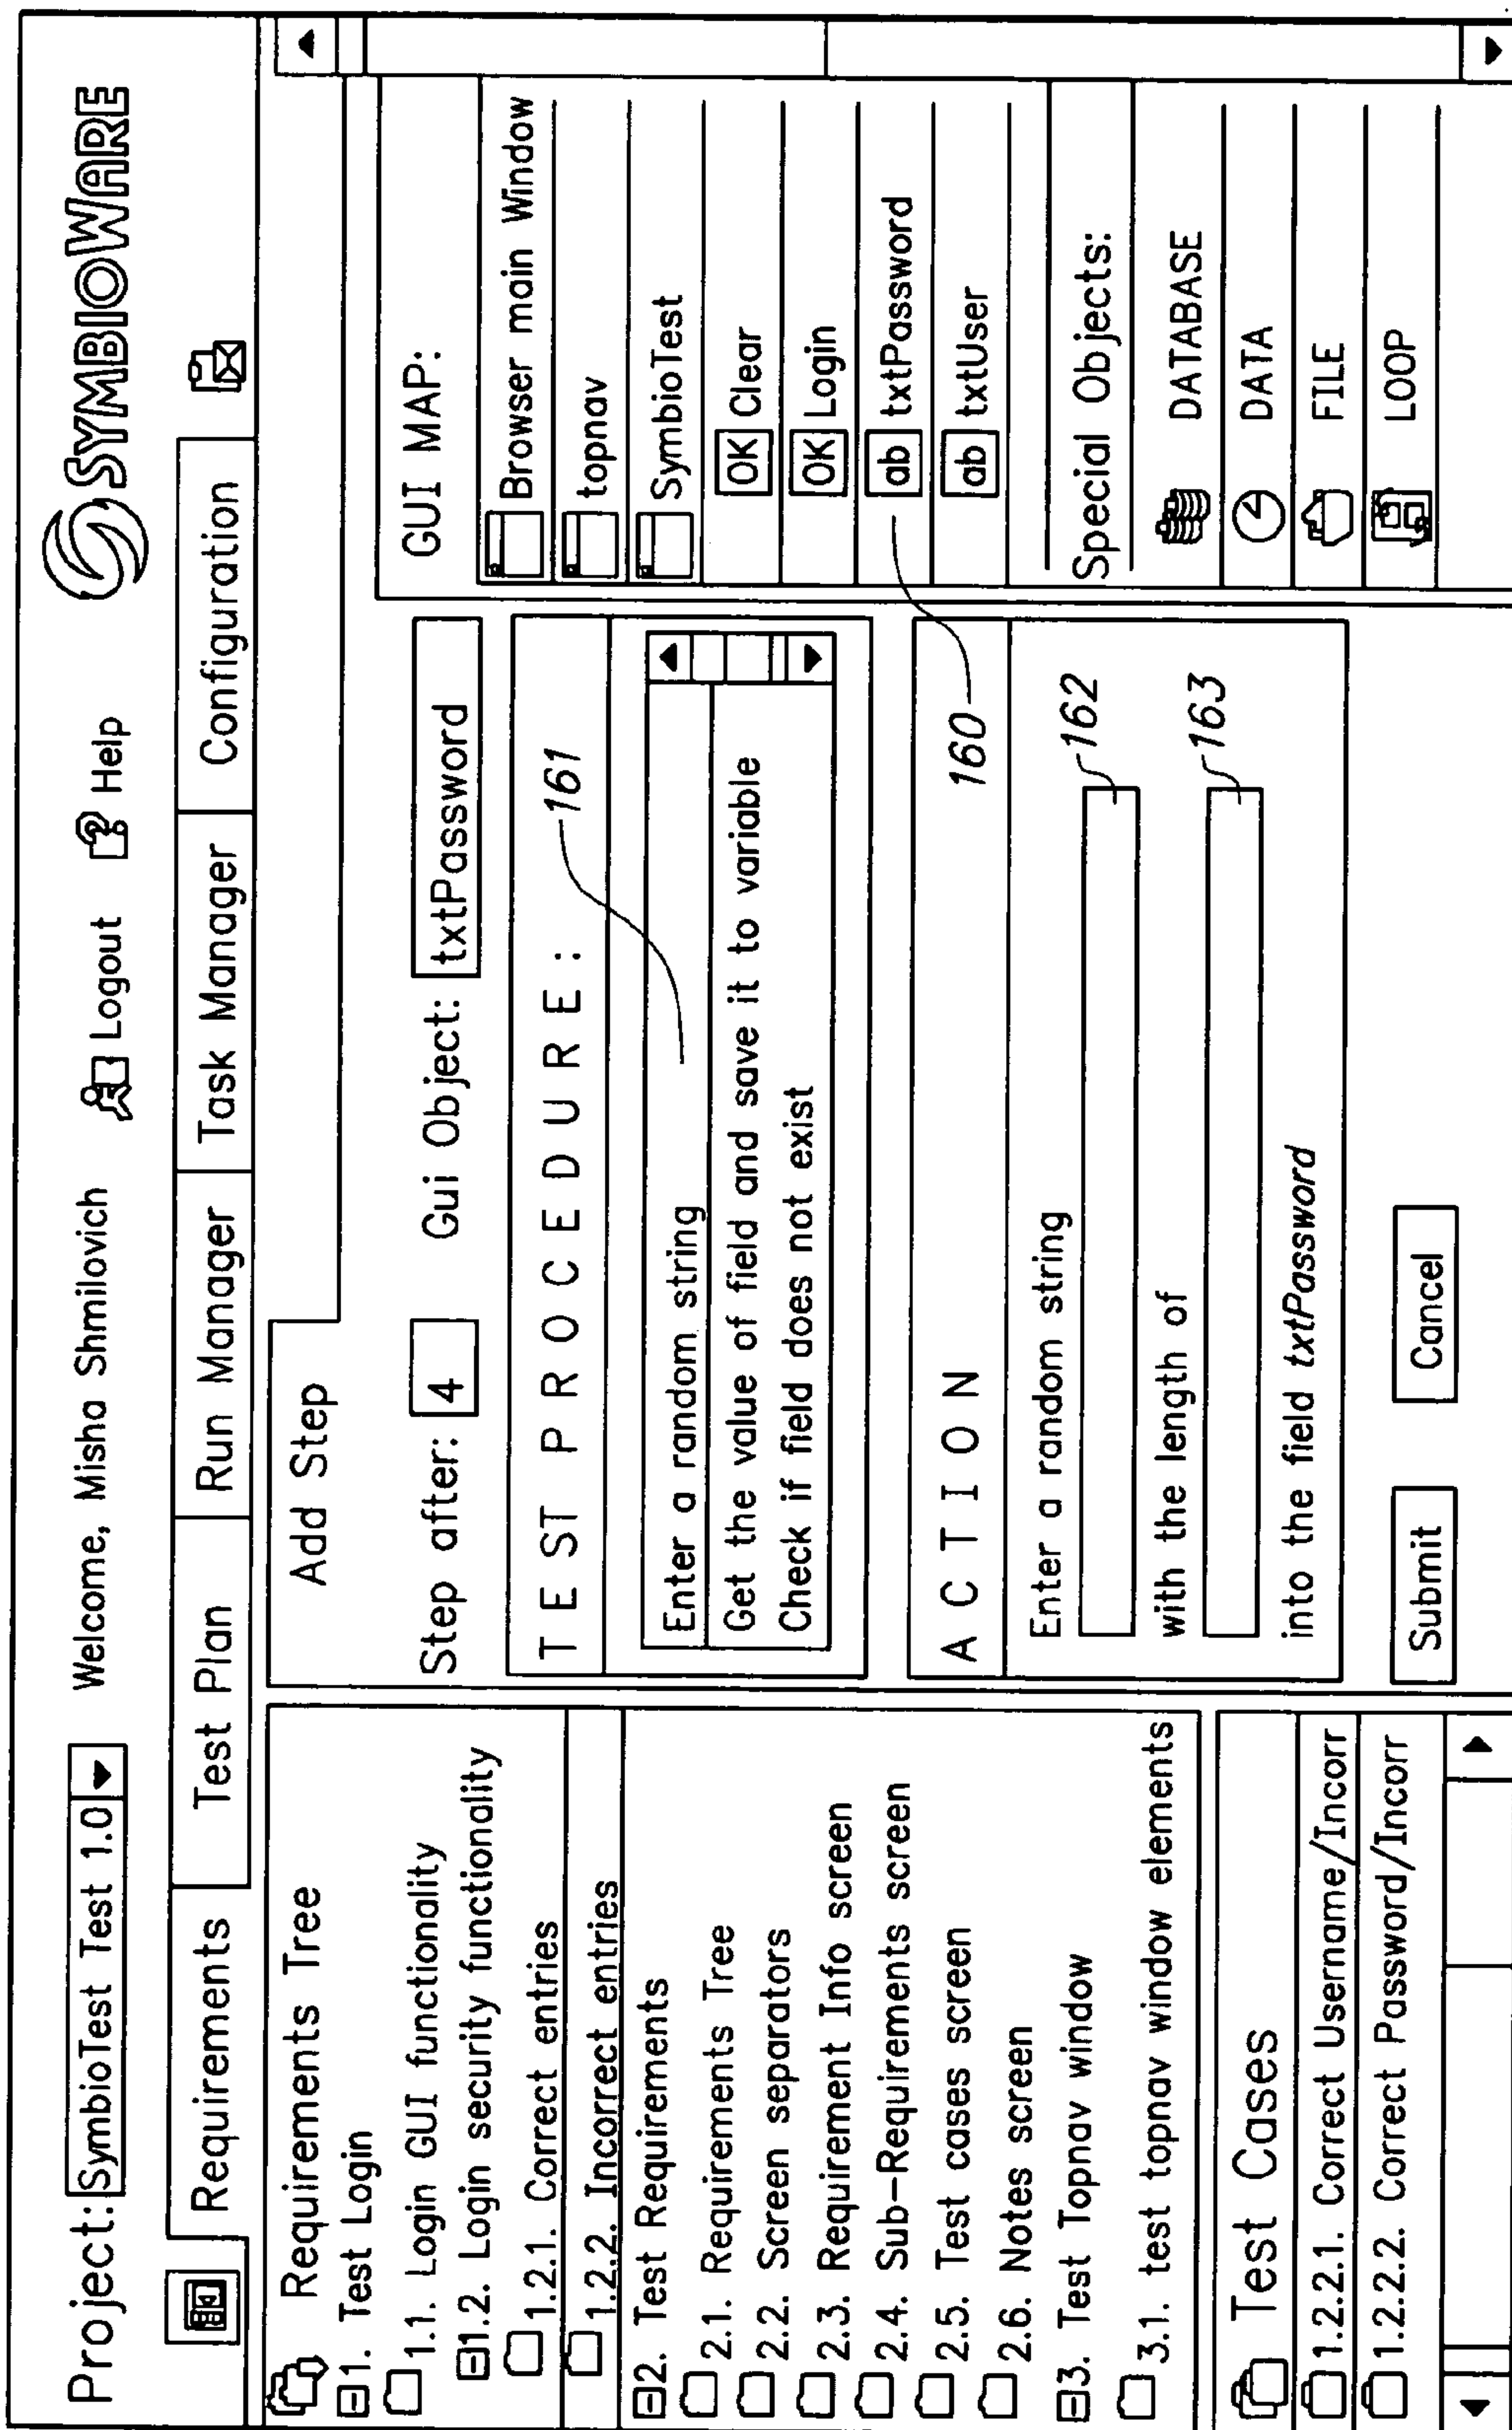 Project: SymbioTest Test 1.0 Welcome, Misha Shmilovich Logout Help SYMBIOWARE
Requirements Test Plan Run Manager Task Manager Configuration
Requirements Tree
1. Test Login
1.1. Login GUI functionality
1.2. Login security functionality
1.2.1. Correct entries
1.2.2. Incorrect entries
2. Test Requirements
2.1. Requirements Tree
2.2. Screen separators
2.3. Requirement Info screen
2.4. Sub-Requirements screen
2.5. Test cases screen
2.6. Notes screen
3. Test Topnav window
3.1. test topnav window elements
Test Cases
1.2.2.1. Correct Username/Incorr
1.2.2.2. Correct Password/Incorr
Add Step
Step after: 4 Gui Object: txtPassword
TEST PROCEDURE:
161
Enter a random string
Get the value of field and save it to variable
Check if field does not exist
ACTION
160
Enter a random string
162
with the length of
163
into the field txtPassword
Submit Cancel
GUI MAP:
Browser main Window
topnav
SymbioTest
OK Clear
OK Login
ab txtPassword
ab txtUser
Special Objects:
DATABASE
DATA
FILE
LOOP